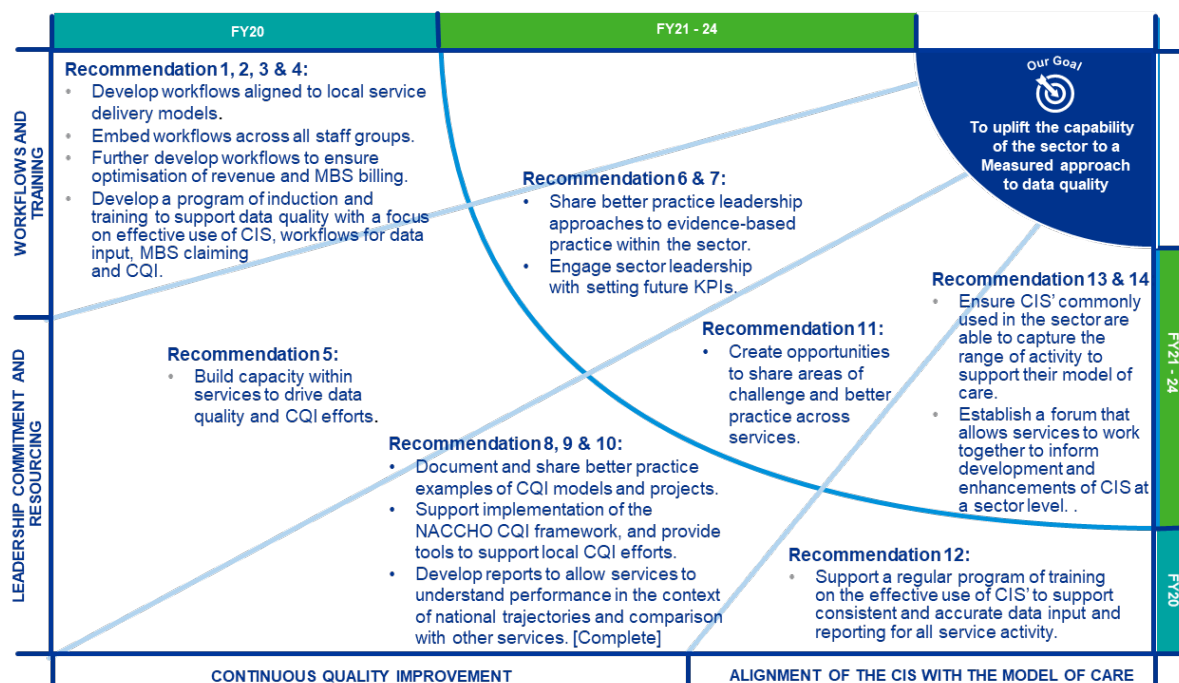 FY20
FY21 - 24
WORKFLOWS AND
TRAINING
Recommendation 1, 2, 3 & 4:
• Develop workflows aligned to local service
delivery models.
• Embed workflows across all staff groups.
• Further develop workflows to ensure
optimisation of revenue and MBS billing.
• Develop a program of induction and
training to support data quality with a focus
on effective use of CIS, workflows for data
input, MBS claiming
and CQI.
Our Goal
To uplift the capability
of the sector to a
Measured approach
to data quality
Recommendation 6 & 7:
• Share better practice leadership
approaches to evidence-based
practice within the sector.
• Engage sector leadership
with setting future KPIs.
Recommendation 13 & 14
• Ensure CIS' commonly
used in the sector are
able to capture the
range of activity to
support their model of
care.
• Establish a forum that
allows services to work
together to inform
development and
enhancements of CIS at
a sector level. .
FY21 - 24
LEADERSHIP COMMITMENT AND
RESOURCING
Recommendation 5:
• Build capacity within
services to drive data
quality and CQI efforts.
Recommendation 11:
• Create opportunities
to share areas of
challenge and better
practice across
services.
Recommendation 8, 9 & 10:
• Document and share better practice
examples of CQI models and projects.
• Support implementation of the
NACCHO CQI framework, and provide
tools to support local CQI efforts.
• Develop reports to allow services to
understand performance in the context
of national trajectories and comparison
with other services. [Complete]
Recommendation 12:
• Support a regular program of training
on the effective use of CIS' to support
consistent and accurate data input and
reporting for all service activity.
FY20
CONTINUOUS QUALITY IMPROVEMENT
ALIGNMENT OF THE CIS WITH THE MODEL OF CARE